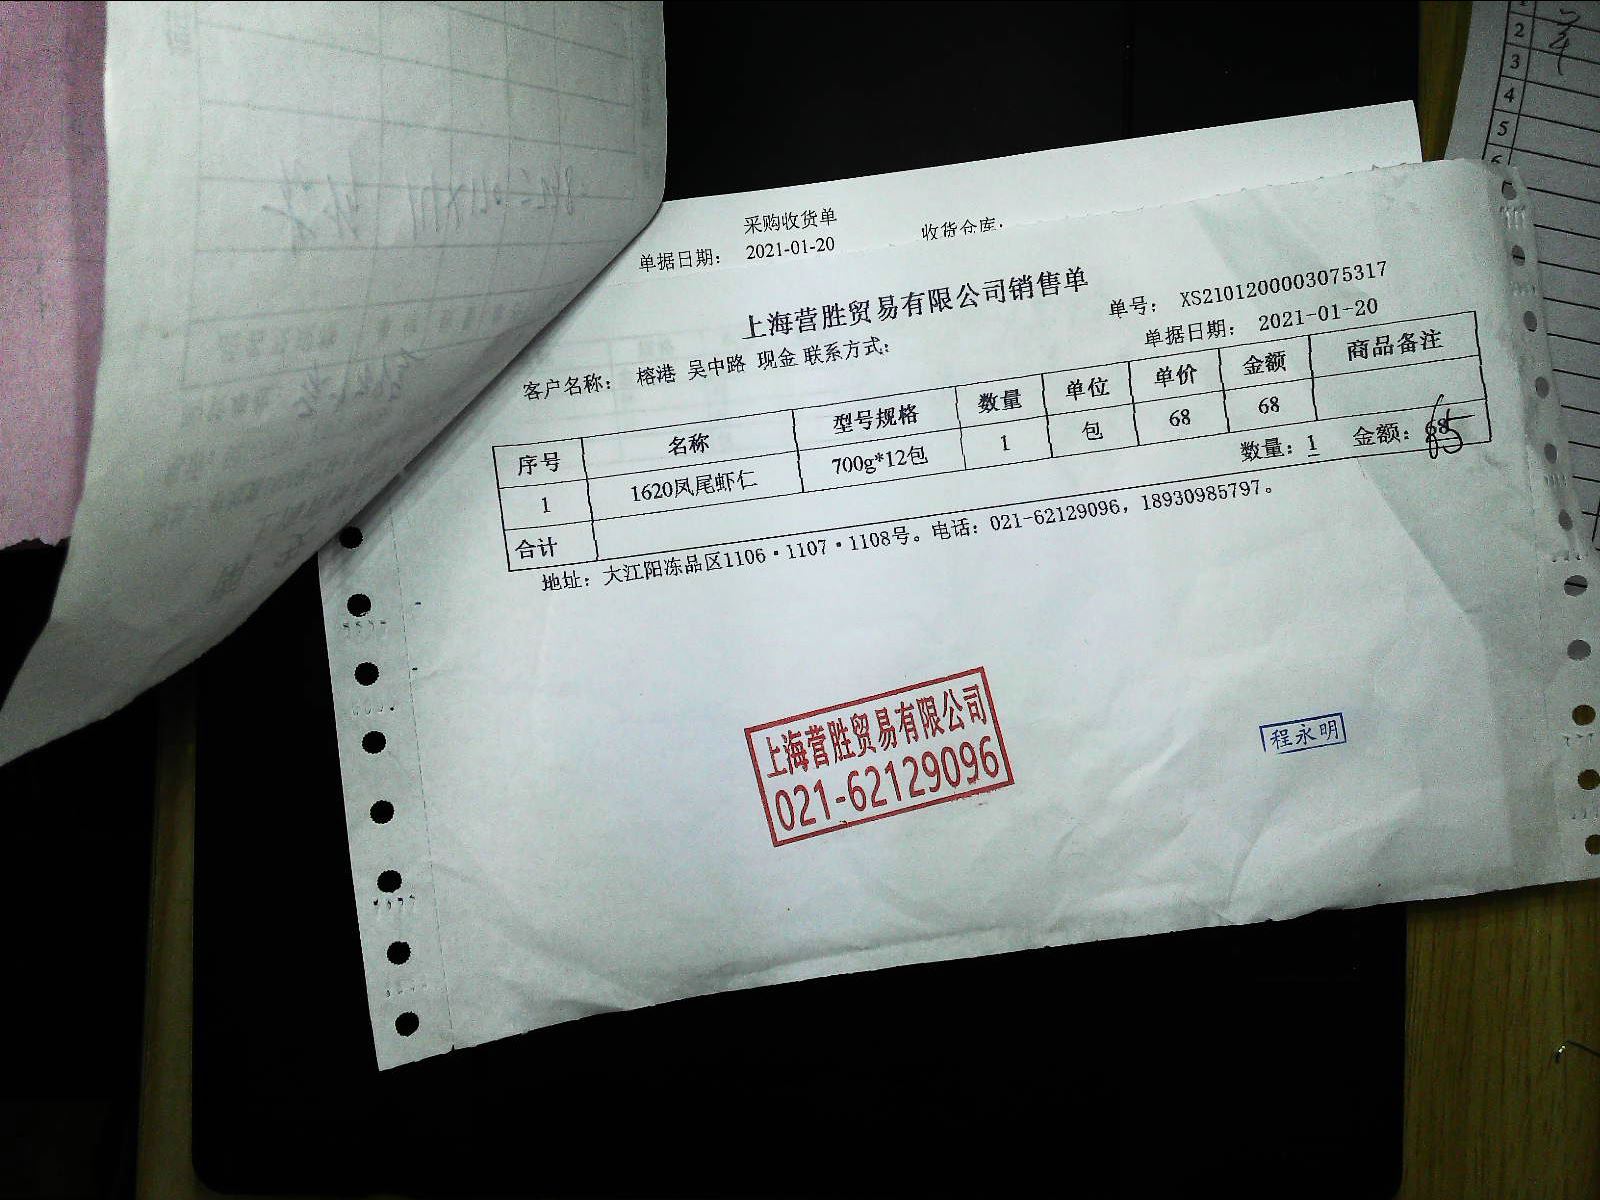 2
3
4
5
采购收货单
单据日期： 2021-01-20
收货仓库：
上海营胜贸易有限公司销售单
单号： XS2101200003075317
客户名称： 榕港 吴中路 现金 联系方式：
单据日期： 2021-01-20
序号 名称 型号规格 数量 单位 单价 金额 商品备注
1 1620凤尾虾仁 700g*12包 1 包 68 68
合计 数量：1 金额：68
65
地址：大江阳冻品区1106·1107·1108号。电话：021-62129096，18930985797。
上海营胜贸易有限公司
021-62129096
程永明